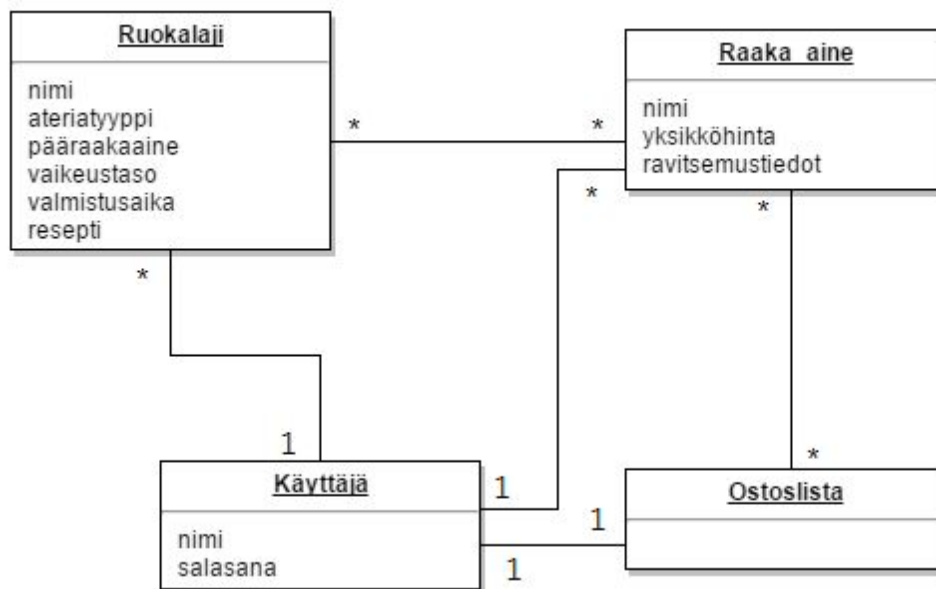 Ruokalaji
nimi
ateriatyyppi
pääraakaaine
vaikeustaso
valmistusaika
resepti
*
*
*
Raaka_aine
nimi
yksikköhinta
ravitsemustiedot
*
*
1
Käyttäjä
nimi
salasana
1
1
1
*
Ostoslista